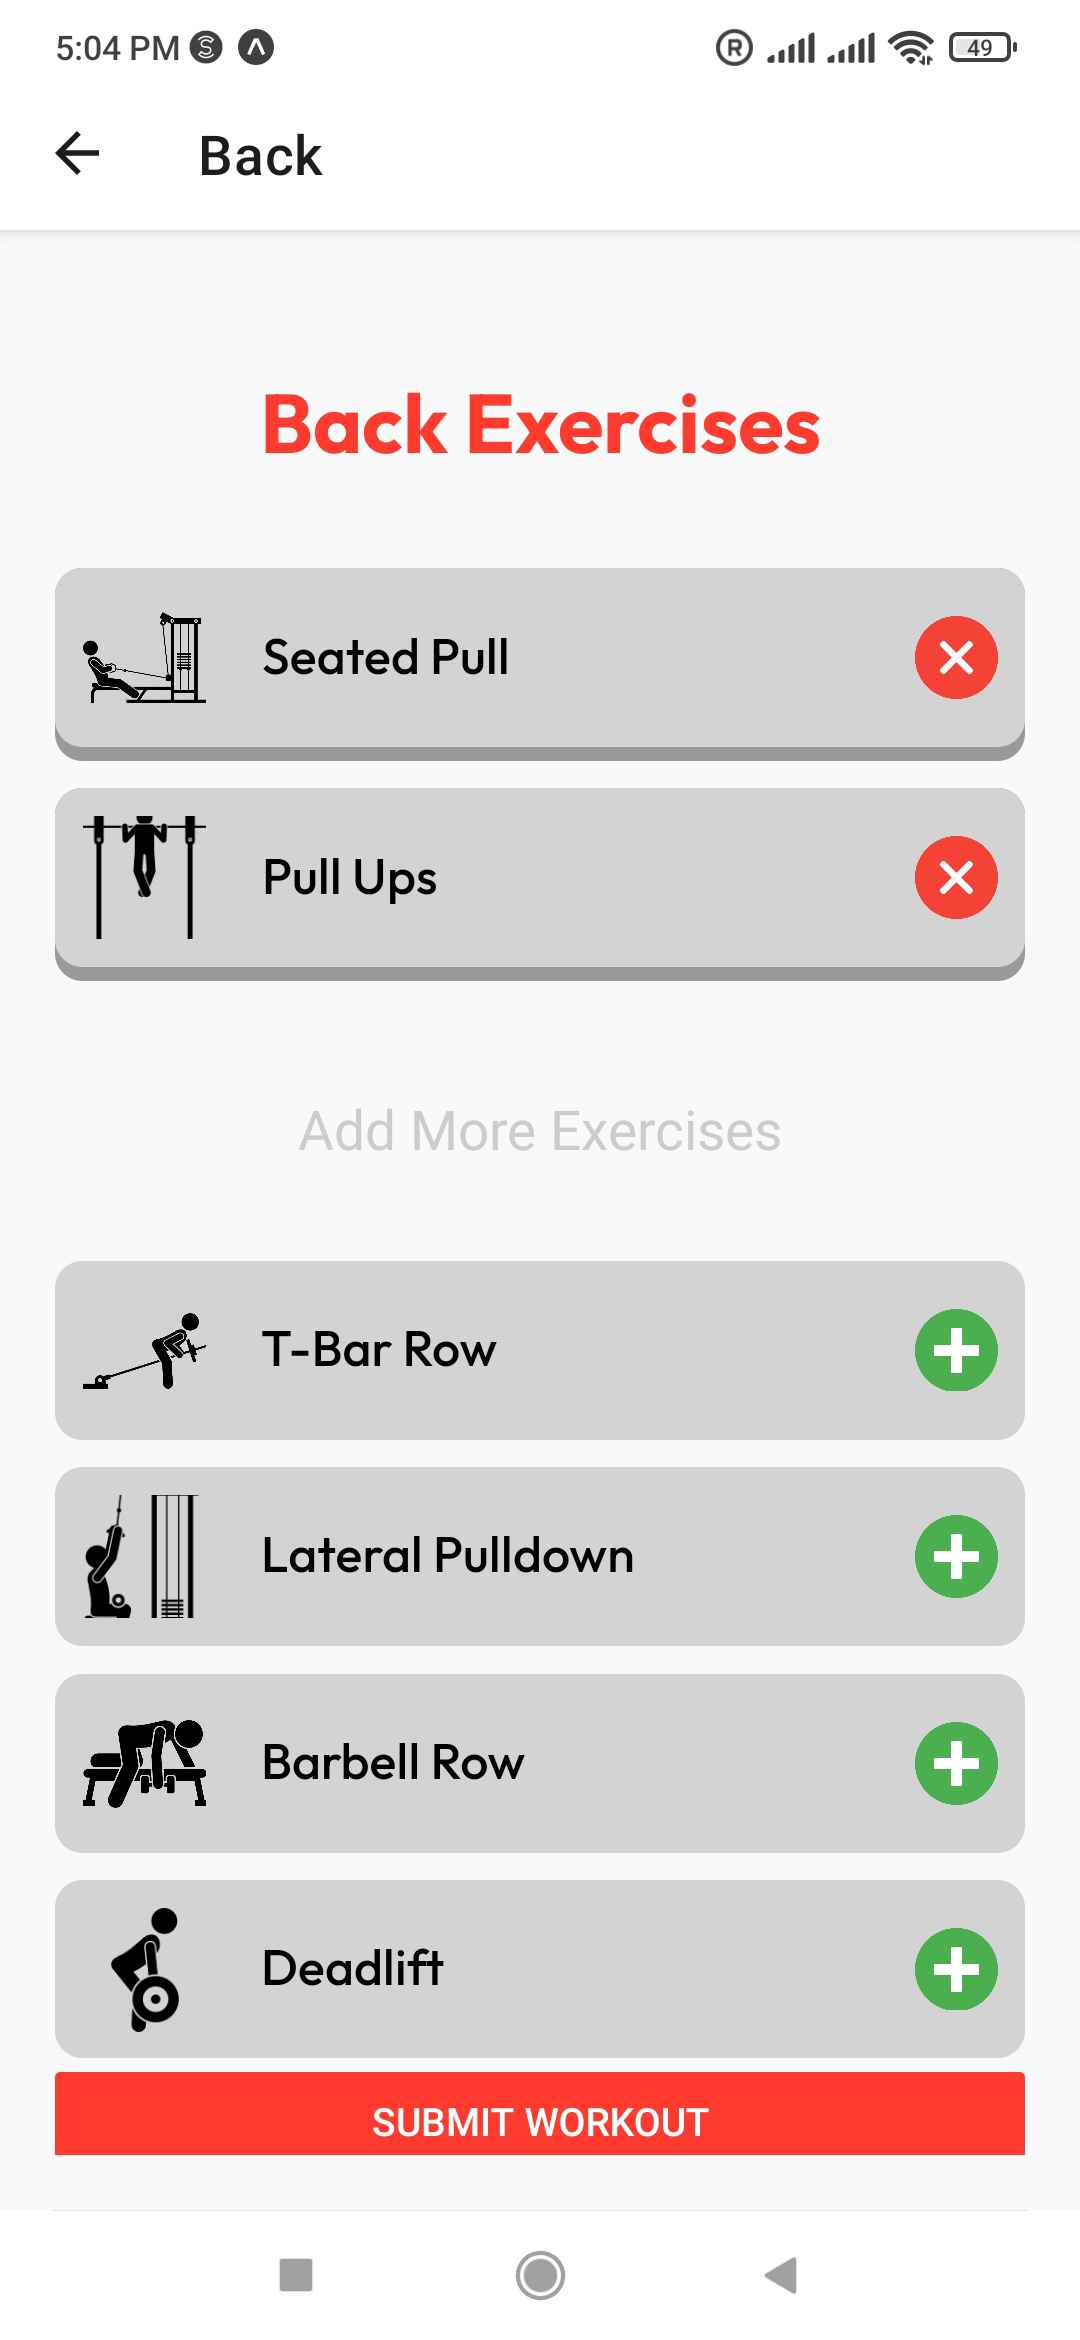 5:04 PM
49
Back
Back Exercises
Seated Pull
Pull Ups
Add More Exercises
T-Bar Row
Lateral Pulldown
Barbell Row
Deadlift
SUBMIT WORKOUT